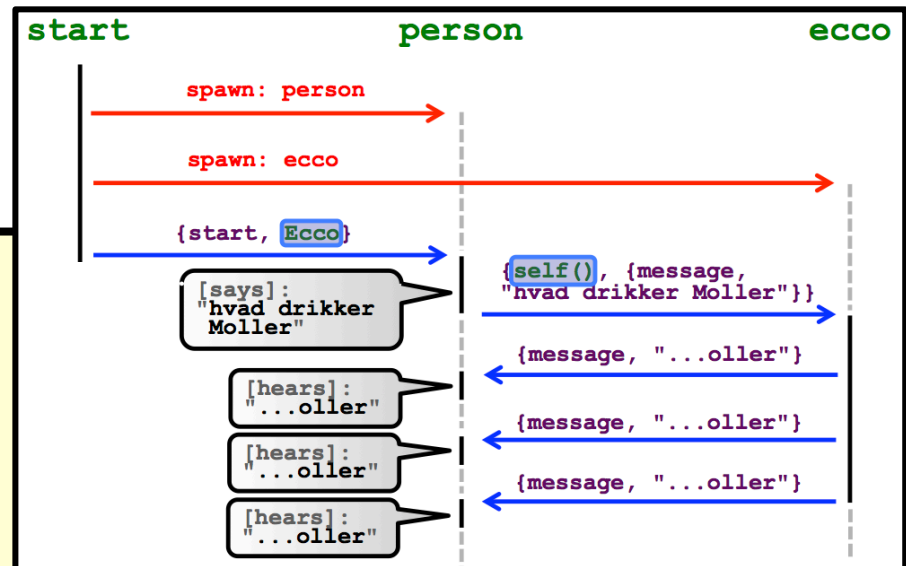 start person ecco
spawn: person
spawn: ecco
{start, Ecco}
{self(), {message,
"hvad drikker Moller"}}
[says]:
"hvad drikker
Moller"
{message, "...oller"}
[hears]:
"...oller"
{message, "...oller"}
[hears]:
"...oller"
{message, "...oller"}
[hears]:
"...oller"